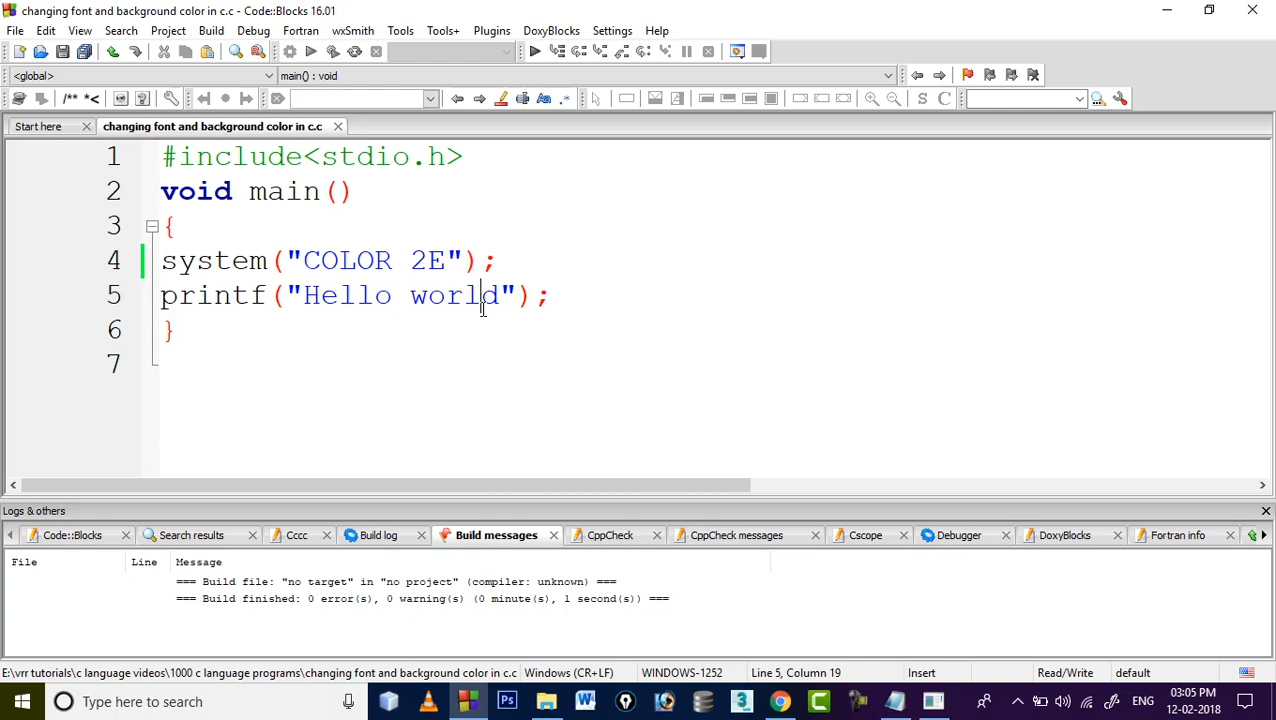 changing font and background color in c.c - Code::Blocks 16.01
File Edit View Search Project Build Debug Fortran wxSmith Tools Tools+ Plugins DoxyBlocks Settings Help
<global> main() : void
/** *< Aa .* S C
Start here changing font and background color in c.c
1 #include<stdio.h>
2 void main()
3 {
4 system("COLOR 2E");
5 printf("Hello world");
6 }
7
Logs & others
Code::Blocks Search results Cccc Build log Build messages CppCheck CppCheck messages Cscope Debugger DoxyBlocks Fortran info
File Line Message
=== Build file: "no target" in "no project" (compiler: unknown) ===
=== Build finished: 0 error(s), 0 warning(s) (0 minute(s), 1 second(s)) ===
E:\vrr tutorials\c language videos\1000 c language programs\changing font and background color in c.c Windows (CR+LF) WINDOWS-1252 Line 5, Column 19 Insert Read/Write default
Type here to search ENG 03:05 PM
12-02-2018